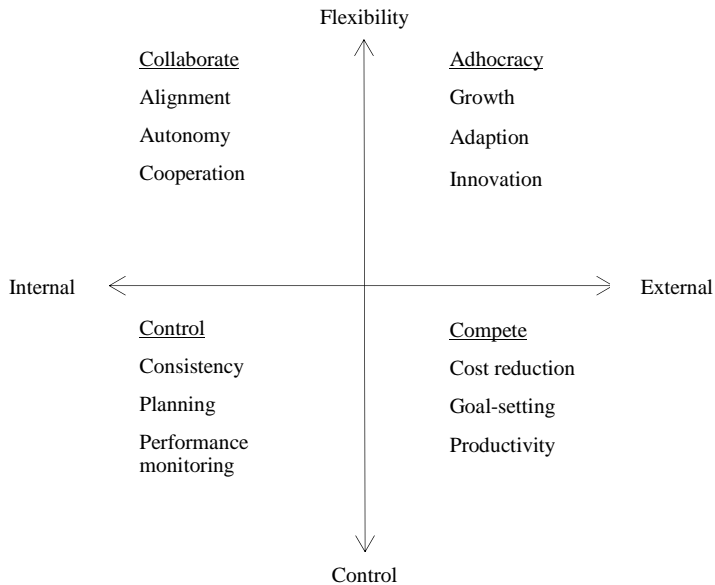 Flexibility
Collaborate
Alignment
Autonomy
Cooperation
Adhocracy
Growth
Adaption
Innovation
Internal
External
Control
Consistency
Planning
Performance
monitoring
Compete
Cost reduction
Goal-setting
Productivity
Control